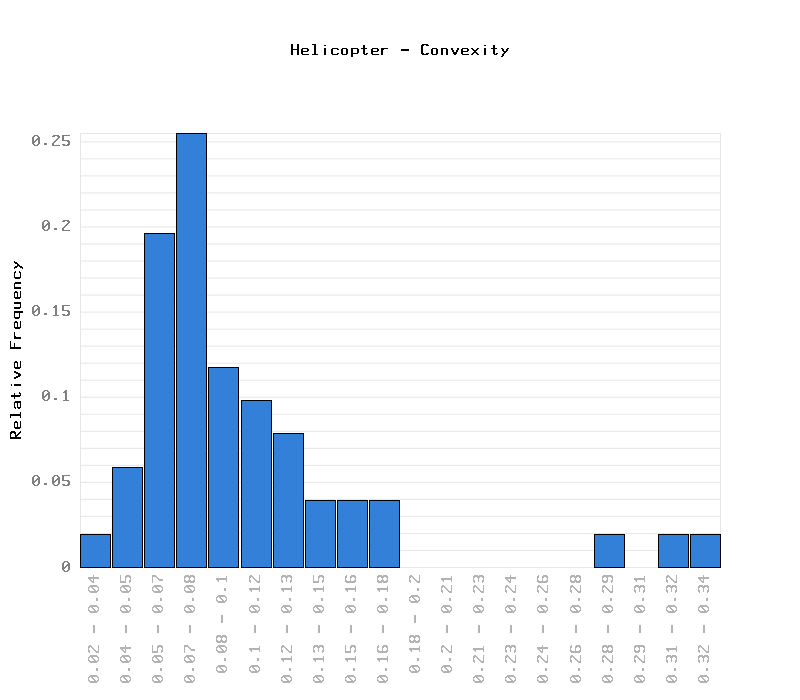 Helicopter - Convexity
Relative Frequency
0.25
0.2
0.15
0.1
0.05
0
0.02 - 0.04
0.04 - 0.05
0.05 - 0.07
0.07 - 0.08
0.08 - 0.1
0.1 - 0.12
0.12 - 0.13
0.13 - 0.15
0.15 - 0.16
0.16 - 0.18
0.18 - 0.2
0.2 - 0.21
0.21 - 0.23
0.23 - 0.24
0.24 - 0.26
0.26 - 0.28
0.28 - 0.29
0.29 - 0.31
0.31 - 0.32
0.32 - 0.34